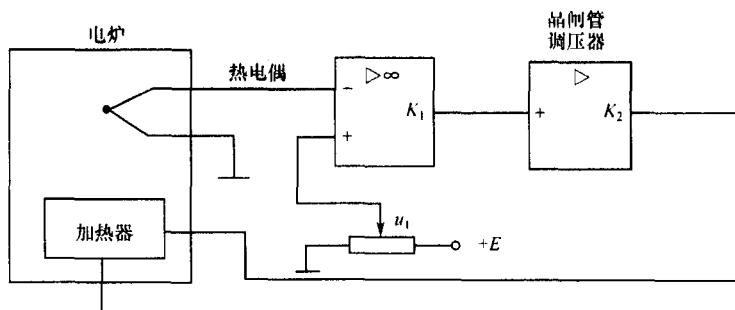 电炉
热电偶
加热器
−
+
▷∞
K₁
u₁
+E
晶闸管
调压器
▷
+
K₂